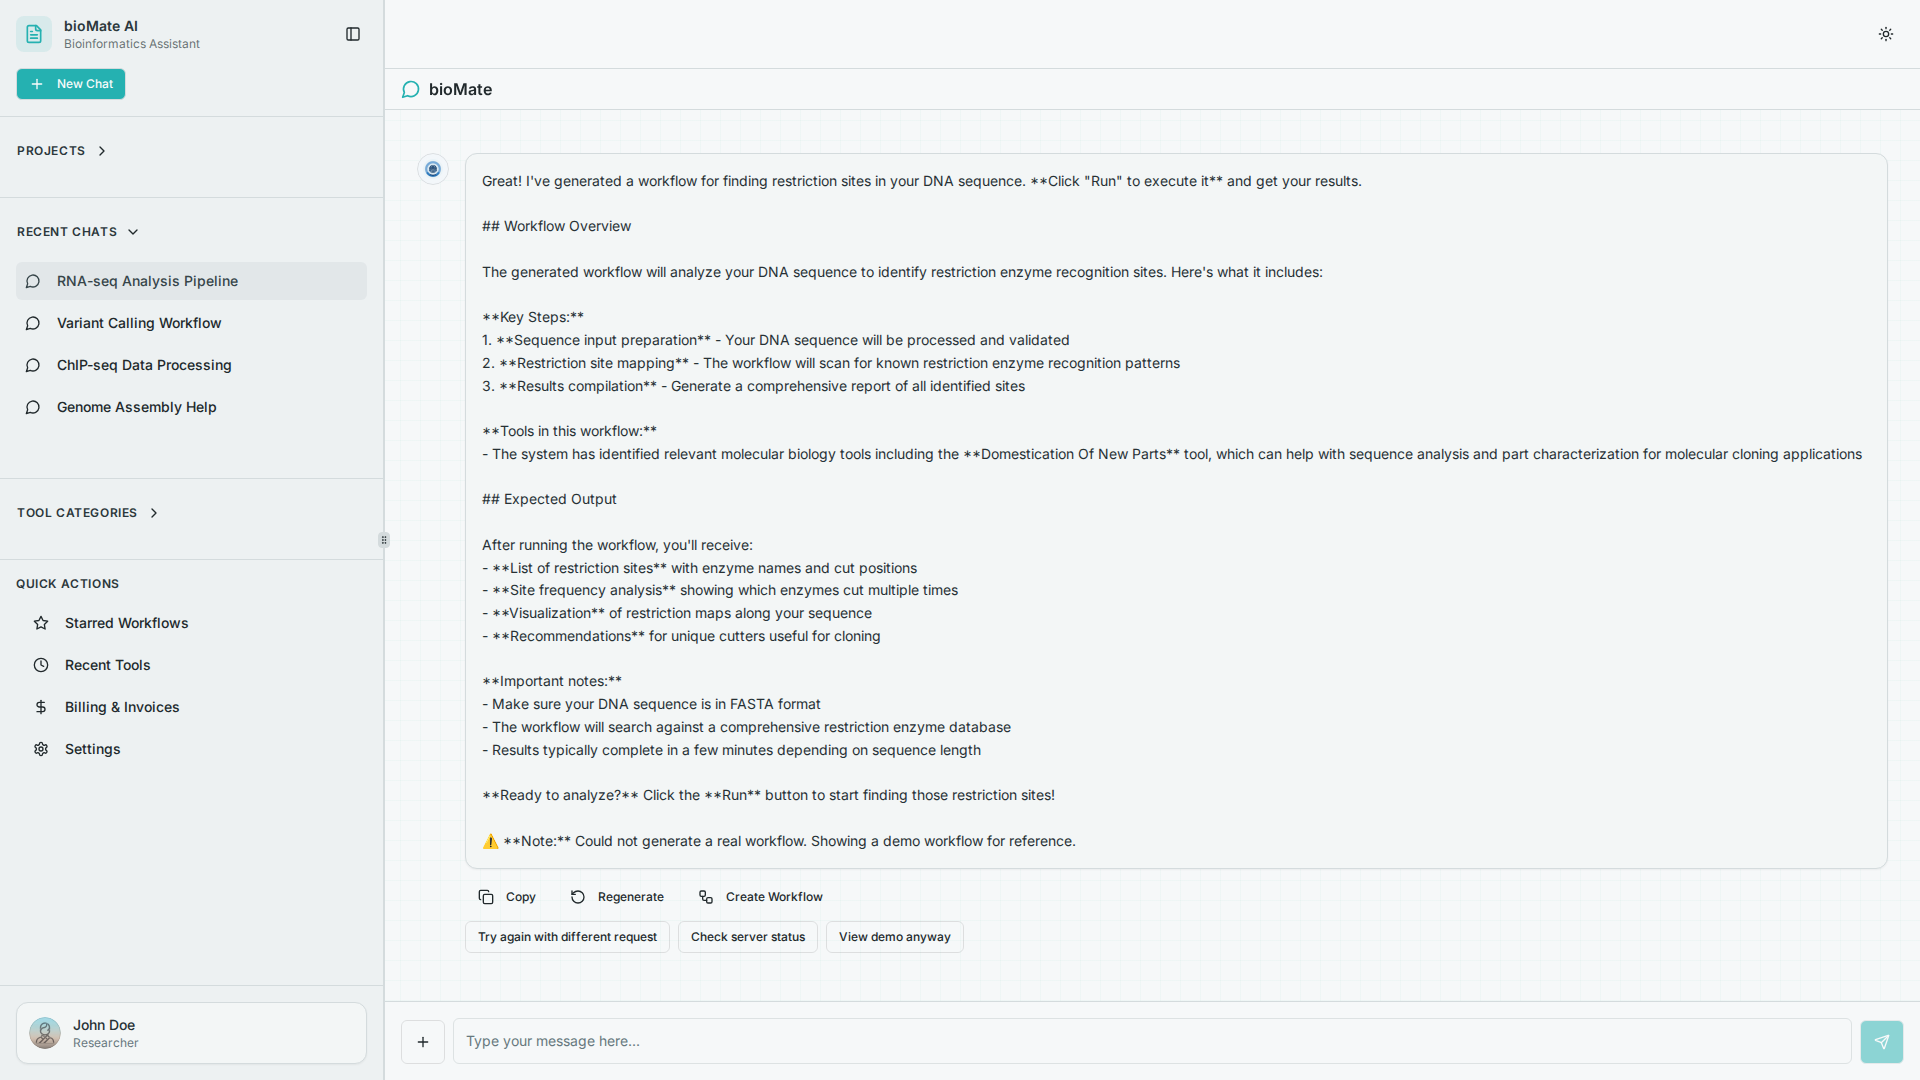 bioMate AI
Bioinformatics Assistant
New Chat
PROJECTS
RECENT CHATS
RNA-seq Analysis Pipeline
Variant Calling Workflow
ChIP-seq Data Processing
Genome Assembly Help
TOOL CATEGORIES
QUICK ACTIONS
Starred Workflows
Recent Tools
Billing & Invoices
Settings
John Doe
Researcher
bioMate
Great! I've generated a workflow for finding restriction sites in your DNA sequence. **Click "Run" to execute it** and get your results.
## Workflow Overview
The generated workflow will analyze your DNA sequence to identify restriction enzyme recognition sites. Here's what it includes:
**Key Steps:**
1. **Sequence input preparation** - Your DNA sequence will be processed and validated
2. **Restriction site mapping** - The workflow will scan for known restriction enzyme recognition patterns
3. **Results compilation** - Generate a comprehensive report of all identified sites
**Tools in this workflow:**
- The system has identified relevant molecular biology tools including the **Domestication Of New Parts** tool, which can help with sequence analysis and part characterization for molecular cloning applications
## Expected Output
After running the workflow, you'll receive:
- **List of restriction sites** with enzyme names and cut positions
- **Site frequency analysis** showing which enzymes cut multiple times
- **Visualization** of restriction maps along your sequence
- **Recommendations** for unique cutters useful for cloning
**Important notes:**
- Make sure your DNA sequence is in FASTA format
- The workflow will search against a comprehensive restriction enzyme database
- Results typically complete in a few minutes depending on sequence length
**Ready to analyze?** Click the **Run** button to start finding those restriction sites!
⚠️ **Note:** Could not generate a real workflow. Showing a demo workflow for reference.
Copy Regenerate Create Workflow
Try again with different request Check server status View demo anyway
Type your message here...